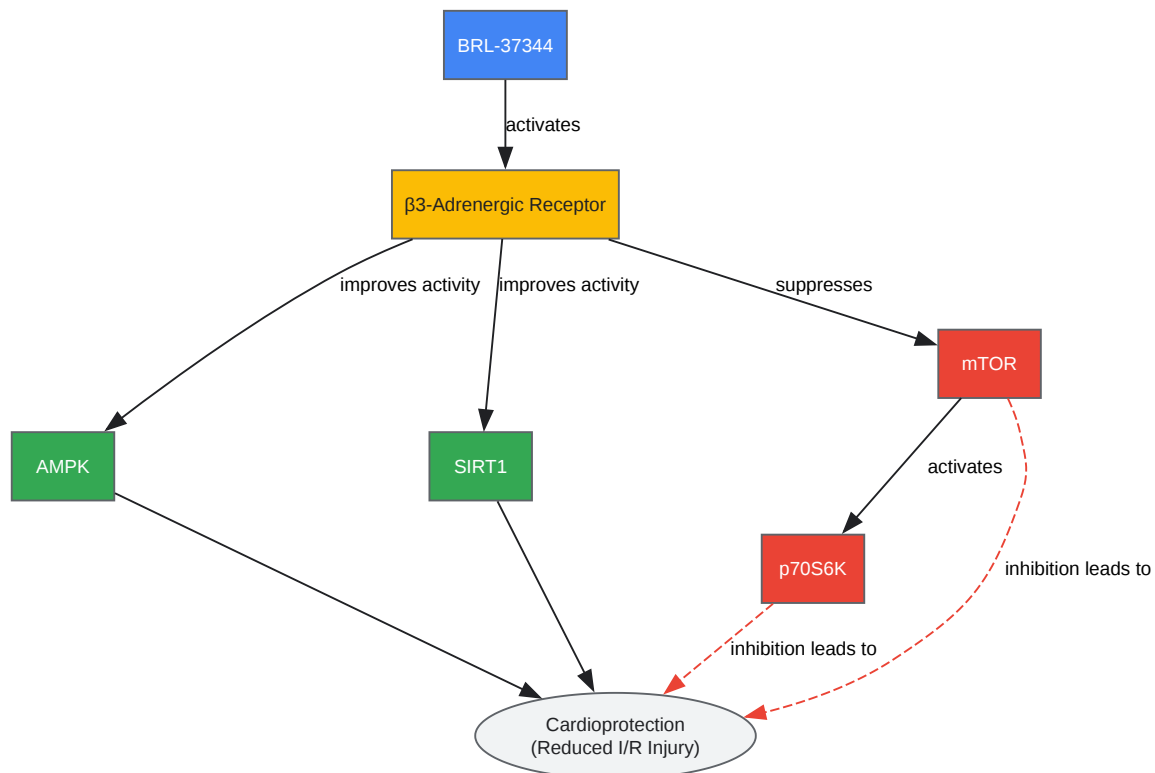 BRL-37344
activates
β3-Adrenergic Receptor
improves activity
improves activity
suppresses
mTOR
AMPK
SIRT1
activates
p70S6K
inhibition leads to
inhibition leads to
Cardioprotection
(Reduced I/R Injury)